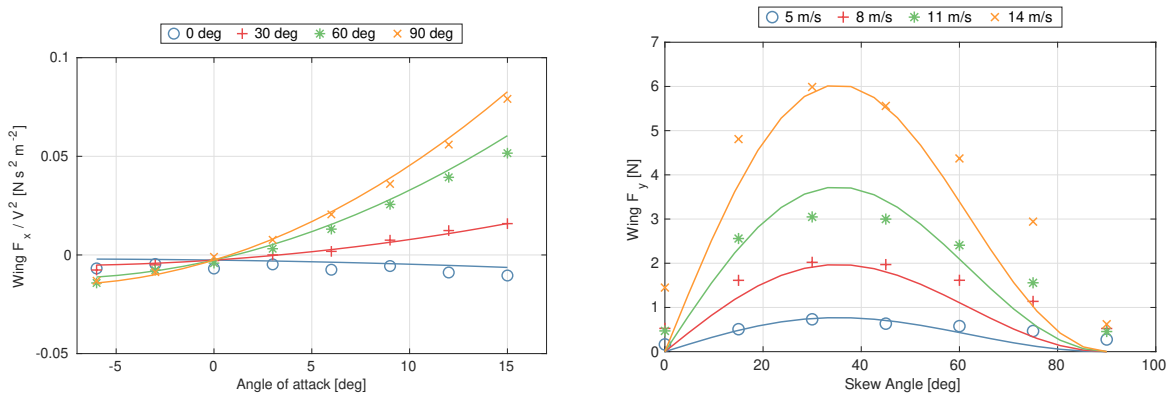 0 deg 30 deg 60 deg 90 deg
0.1
0.05
0
-0.05
-5 0 5 10 15
Wing F_x / V^2 [N s^2 m^-2]
Angle of attack [deg]
5 m/s 8 m/s 11 m/s 14 m/s
7
6
5
4
3
2
1
0
0 20 40 60 80 100
Wing F_y [N]
Skew Angle [deg]